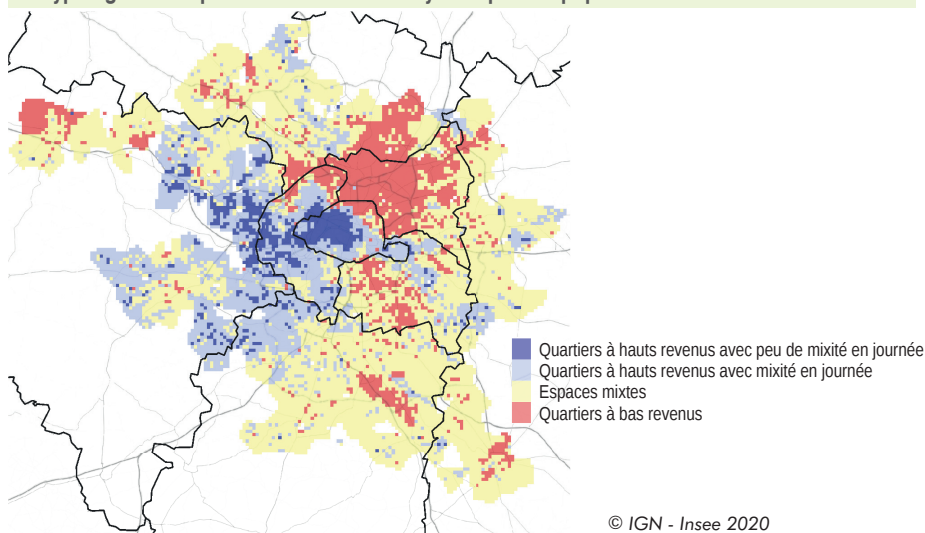 Quartiers à hauts revenus avec peu de mixité en journée
Quartiers à hauts revenus avec mixité en journée
Espaces mixtes
Quartiers à bas revenus
© IGN - Insee 2020